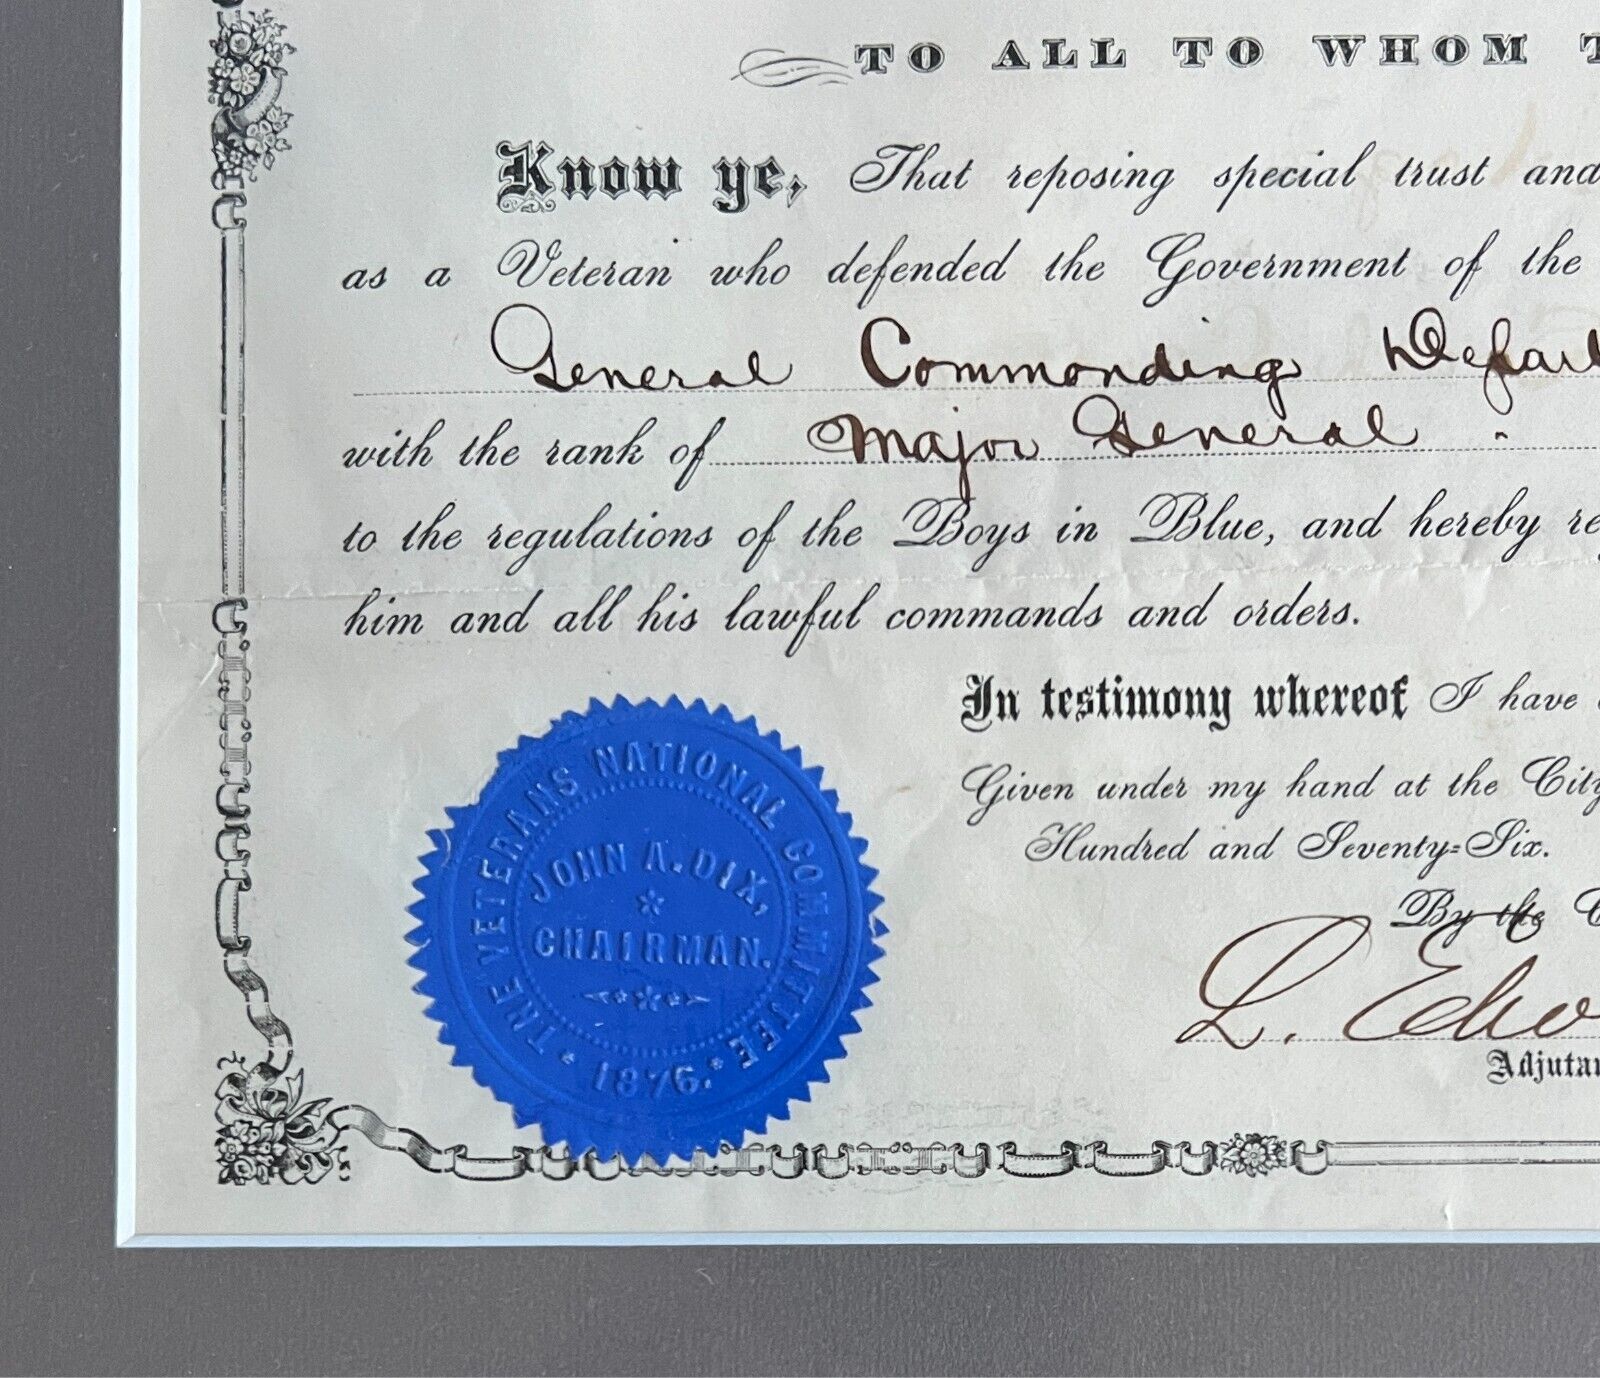 TO ALL TO WHOM
Know ye, That reposing special trust and
as a Veteran who defended the Government of the
General Commanding
with the rank of Major General
to the regulations of the Boys in Blue, and hereby
him and all his lawful commands and orders.
In testimony whereof I have
Given under my hand at the City
Hundred and Seventy-Six.
By the
L.
THE VETERANS NATIONAL COMMITTEE
JOHN A. DIX,
CHAIRMAN.
1876.